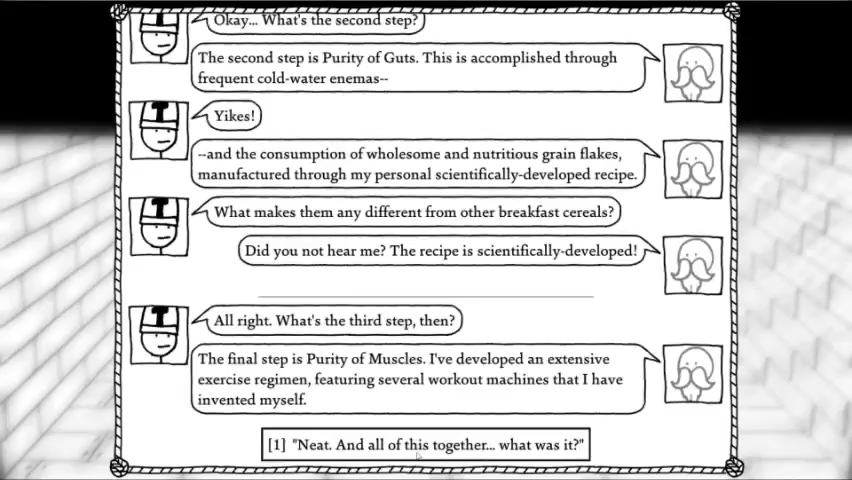 Okay... What's the second step?
The second step is Purity of Guts. This is accomplished through
frequent cold-water enemas--
Yikes!
--and the consumption of wholesome and nutritious grain flakes,
manufactured through my personal scientifically-developed recipe.
What makes them any different from other breakfast cereals?
Did you not hear me? The recipe is scientifically-developed!
All right. What's the third step, then?
The final step is Purity of Muscles. I've developed an extensive
exercise regimen, featuring several workout machines that I have
invented myself.
[1] "Neat. And all of this together... what was it?"